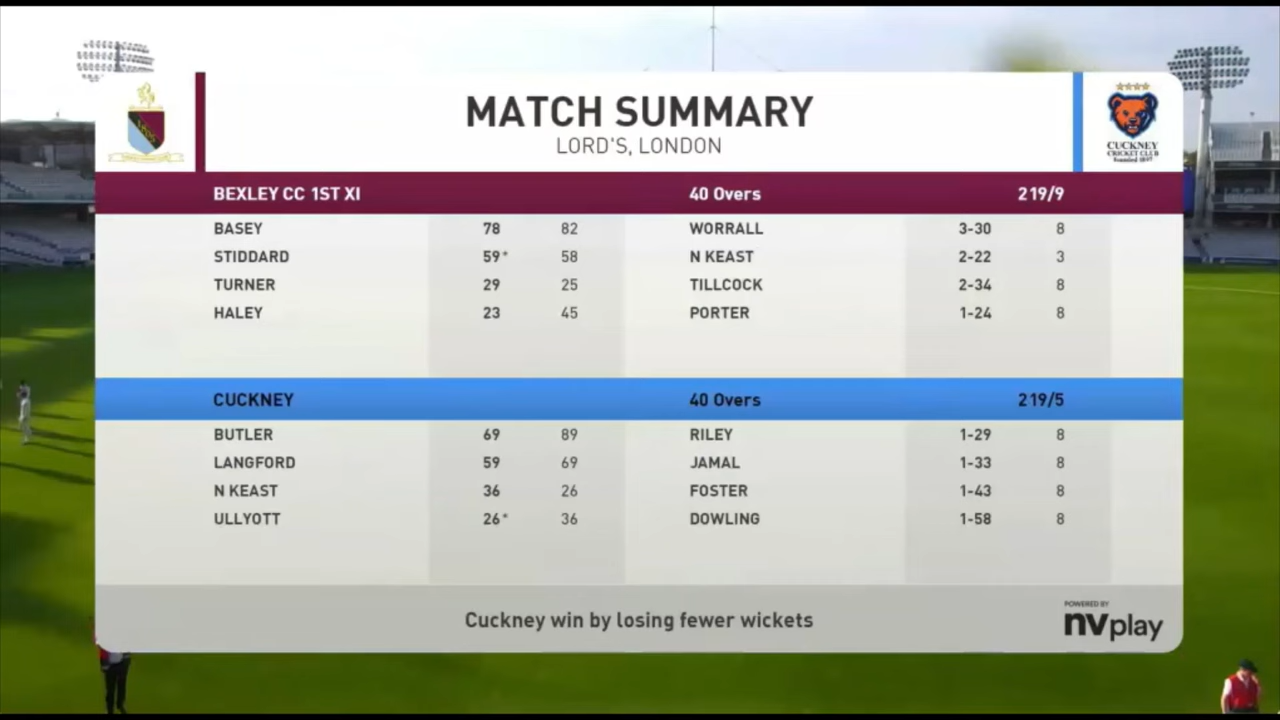 MATCH SUMMARY
LORD'S, LONDON
CUCKNEY
CRICKET CLUB
Founded 1897
BEXLEY CC 1ST XI 40 Overs 219/9
BASEY 78 82 WORRALL 3-30 8
STIDDARD 59* 58 N KEAST 2-22 3
TURNER 29 25 TILLCOCK 2-34 8
HALEY 23 45 PORTER 1-24 8
CUCKNEY 40 Overs 219/5
BUTLER 69 89 RILEY 1-29 8
LANGFORD 59 69 JAMAL 1-33 8
N KEAST 36 26 FOSTER 1-43 8
ULLYOTT 26* 36 DOWLING 1-58 8
Cuckney win by losing fewer wickets
POWERED BY
nvplay